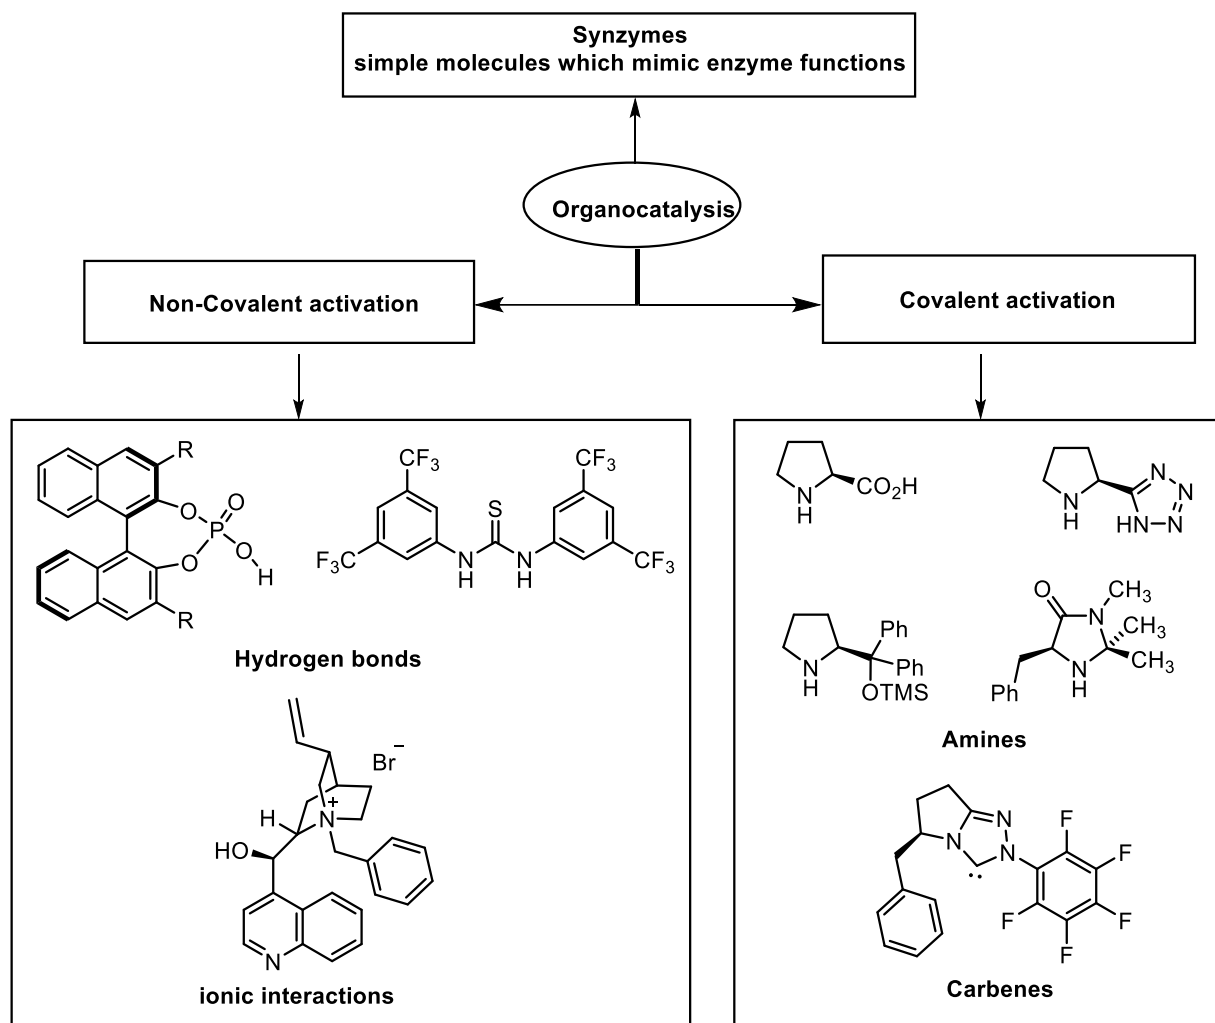 Synzymes
simple molecules which mimic enzyme functions
Organocatalysis
Non-Covalent activation
Covalent activation
R
O
O
P
O
O
H
R
CF3
CF3
S
F3C
N
H
N
H
CF3
Hydrogen bonds
Br−
H
N+
HO
N
ionic interactions
N
H
CO2H
N
H
N
N
HN
N
N
H
Ph
Ph
OTMS
O
CH3
N
CH3
CH3
N
H
Ph
Amines
N
N
N
F
F
F
F
F
Carbenes